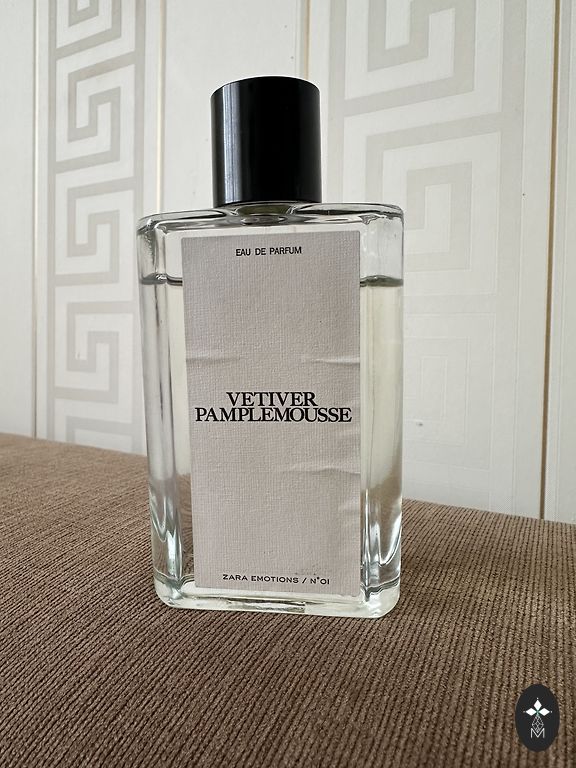 EAU DE PARFUM
VETIVER
PAMPLEMOUSSE
ZARA EMOTIONS / N°01
M